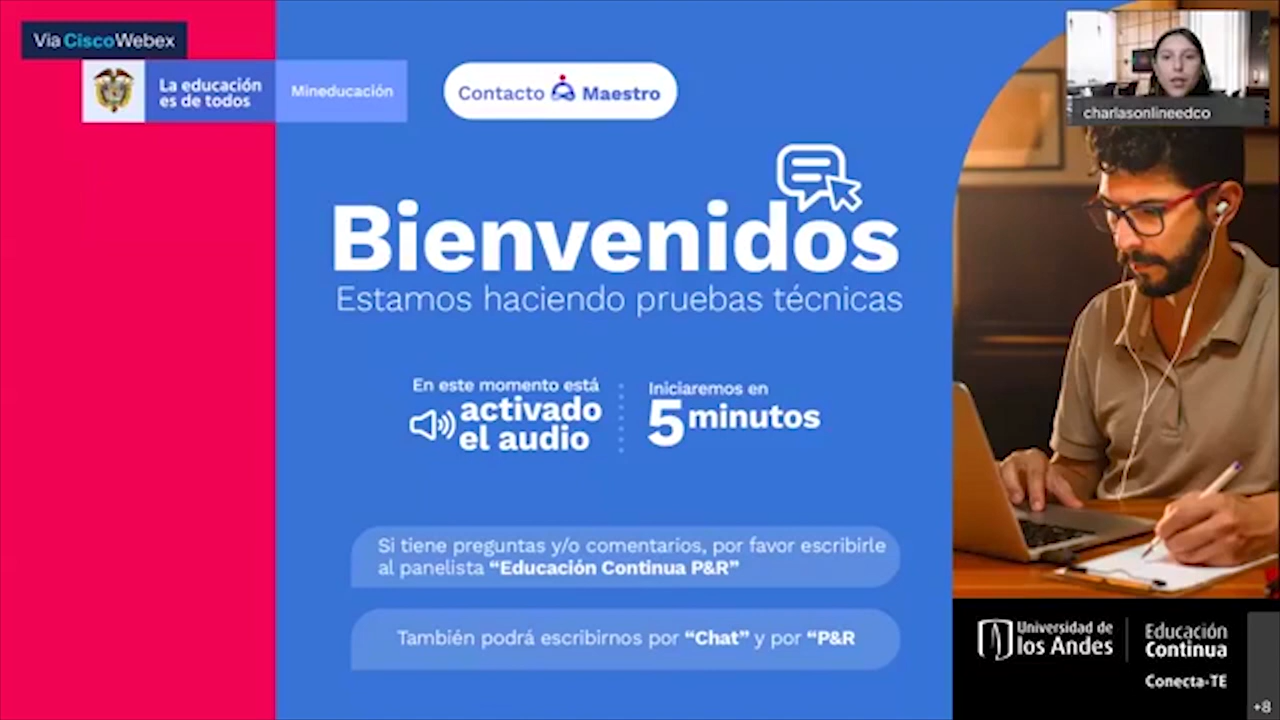 Vía CiscoWebex
La educación
es de todos
Mineducación
Contacto Maestro
charlasonlineedco
Bienvenidos
Estamos haciendo pruebas técnicas
En este momento está
activado
el audio
Iniciaremos en
5 minutos
Si tiene preguntas y/o comentarios, por favor escribirle
al panelista “Educación Continua P&R”
También podrá escribirnos por “Chat” y por “P&R
Universidad de
los Andes
Educación
Continua
Conecta-TE
+8